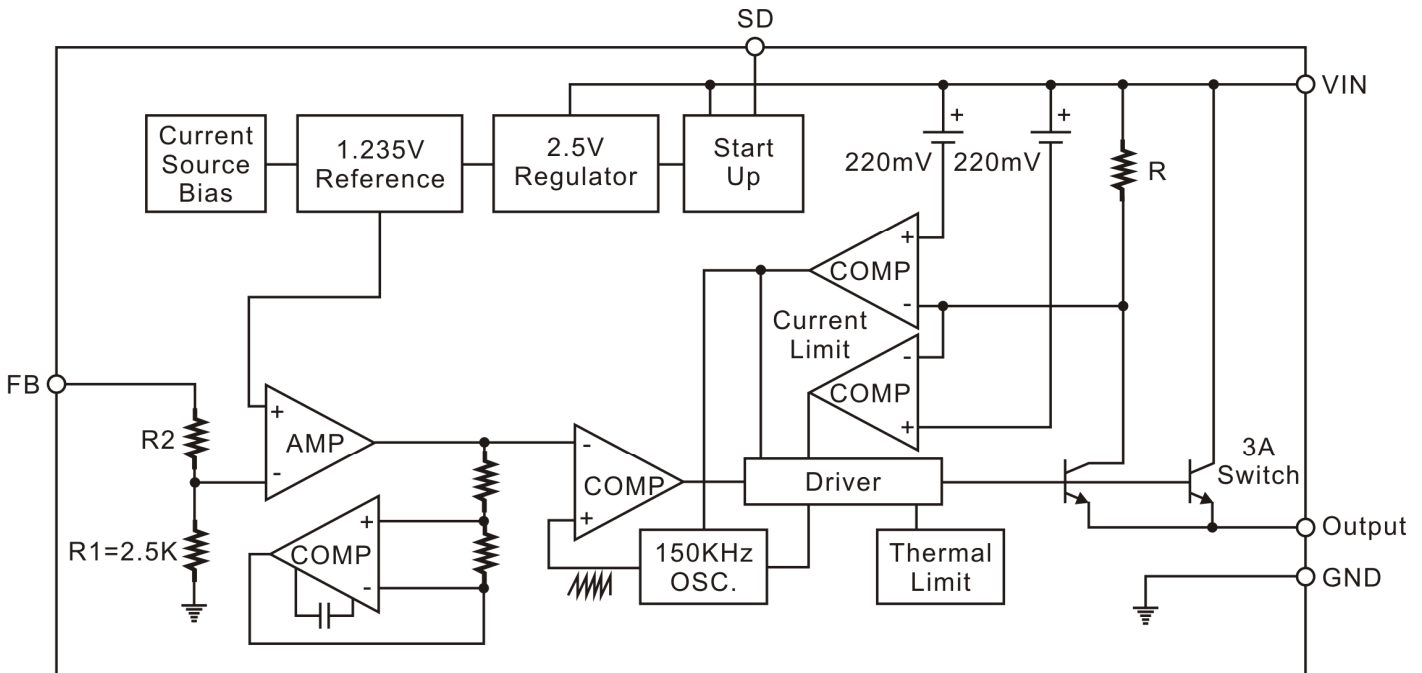 SD
VIN
Current
Source
Bias
1.235V
Reference
2.5V
Regulator
Start
Up
+
220mV
+
220mV
R
+
COMP
-
Current
Limit
-
COMP
+
FB
R2
R1=2.5K
+
AMP
-
+
COMP
-
-
COMP
+
Driver
150KHz
OSC.
Thermal
Limit
3A
Switch
Output
GND